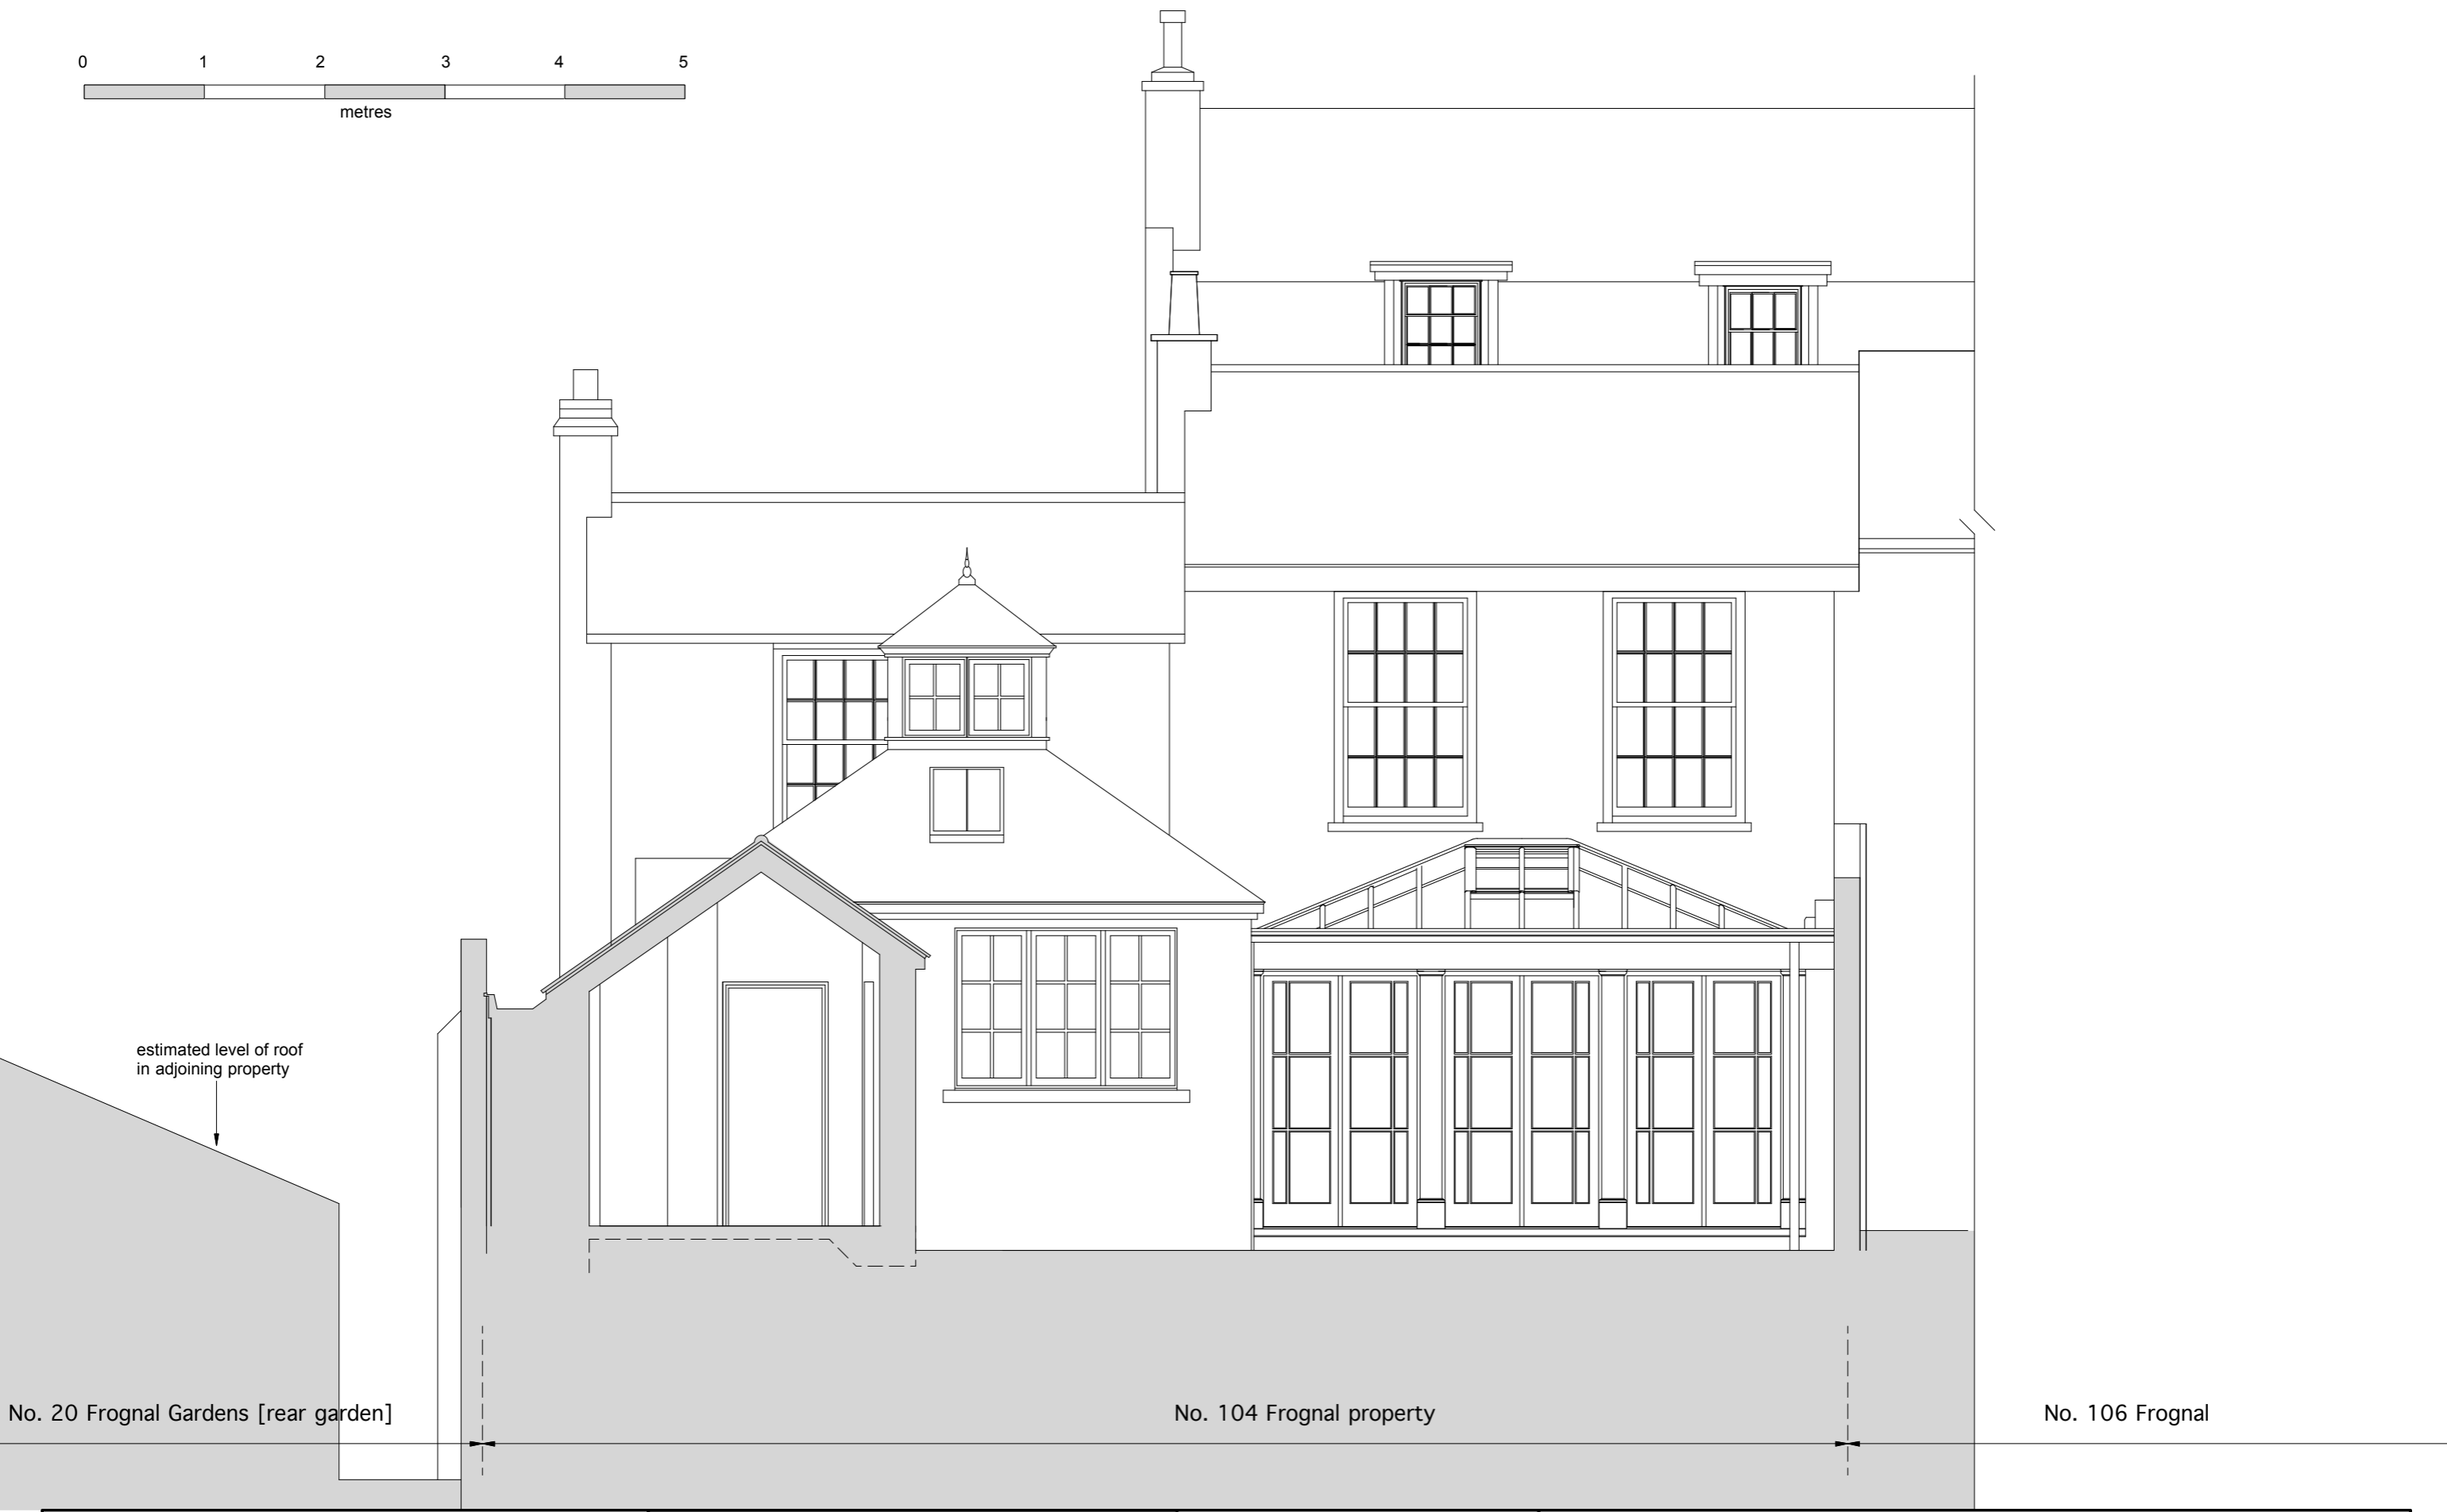 0 1 2 3 4 5
metres
estimated level of roof
in adjoining property
No. 20 Frognal Gardens [rear garden]
No. 104 Frognal property
No. 106 Frognal